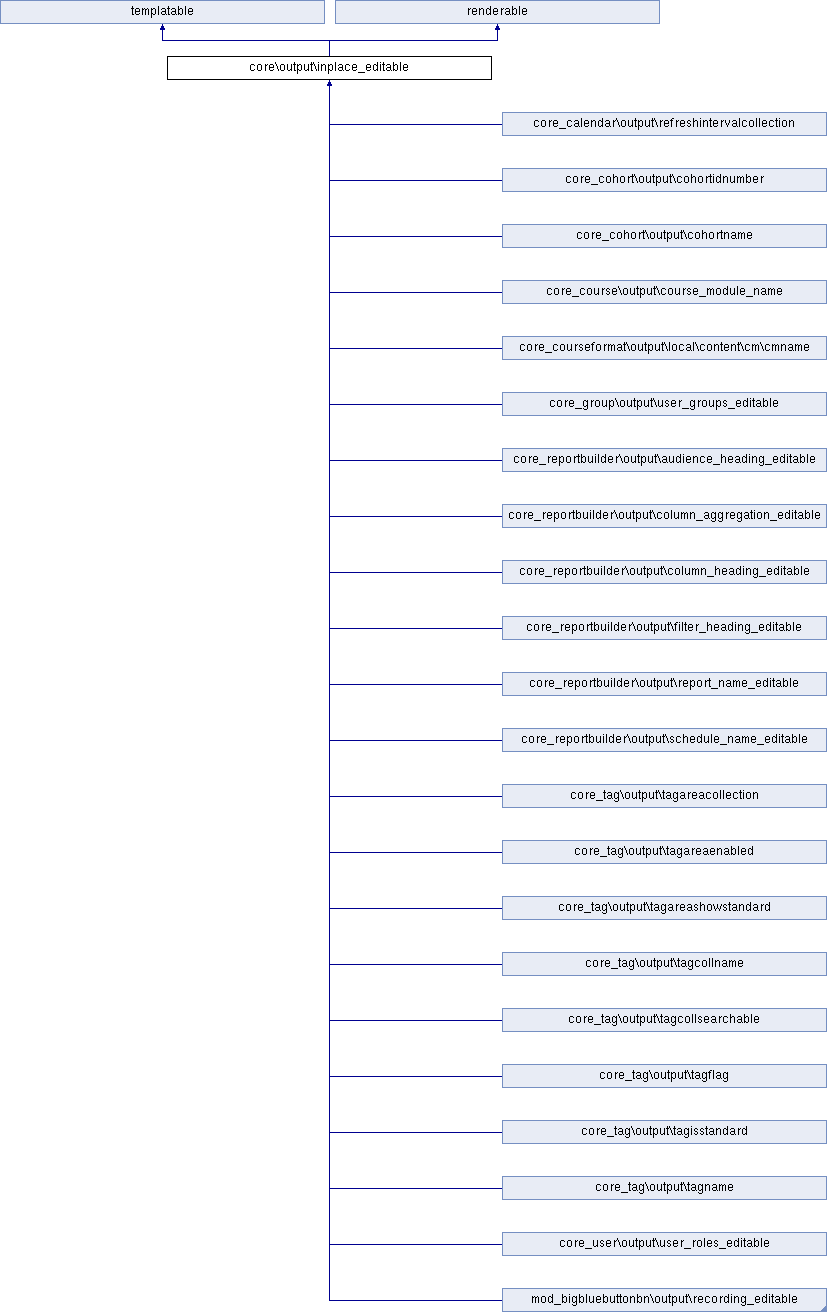 templatable
renderable
core\output\inplace_editable
core_calendar\output\refreshintervalcollection
core_cohort\output\cohortidnumber
core_cohort\output\cohortname
core_course\output\course_module_name
core_courseformat\output\local\content\cm\cmname
core_group\output\user_groups_editable
core_reportbuilder\output\audience_heading_editable
core_reportbuilder\output\column_aggregation_editable
core_reportbuilder\output\column_heading_editable
core_reportbuilder\output\filter_heading_editable
core_reportbuilder\output\report_name_editable
core_reportbuilder\output\schedule_name_editable
core_tag\output\tagareacollection
core_tag\output\tagareaenabled
core_tag\output\tagareashowstandard
core_tag\output\tagcollname
core_tag\output\tagcollsearchable
core_tag\output\tagflag
core_tag\output\tagisstandard
core_tag\output\tagname
core_user\output\user_roles_editable
mod_bigbluebuttonbn\output\recording_editable